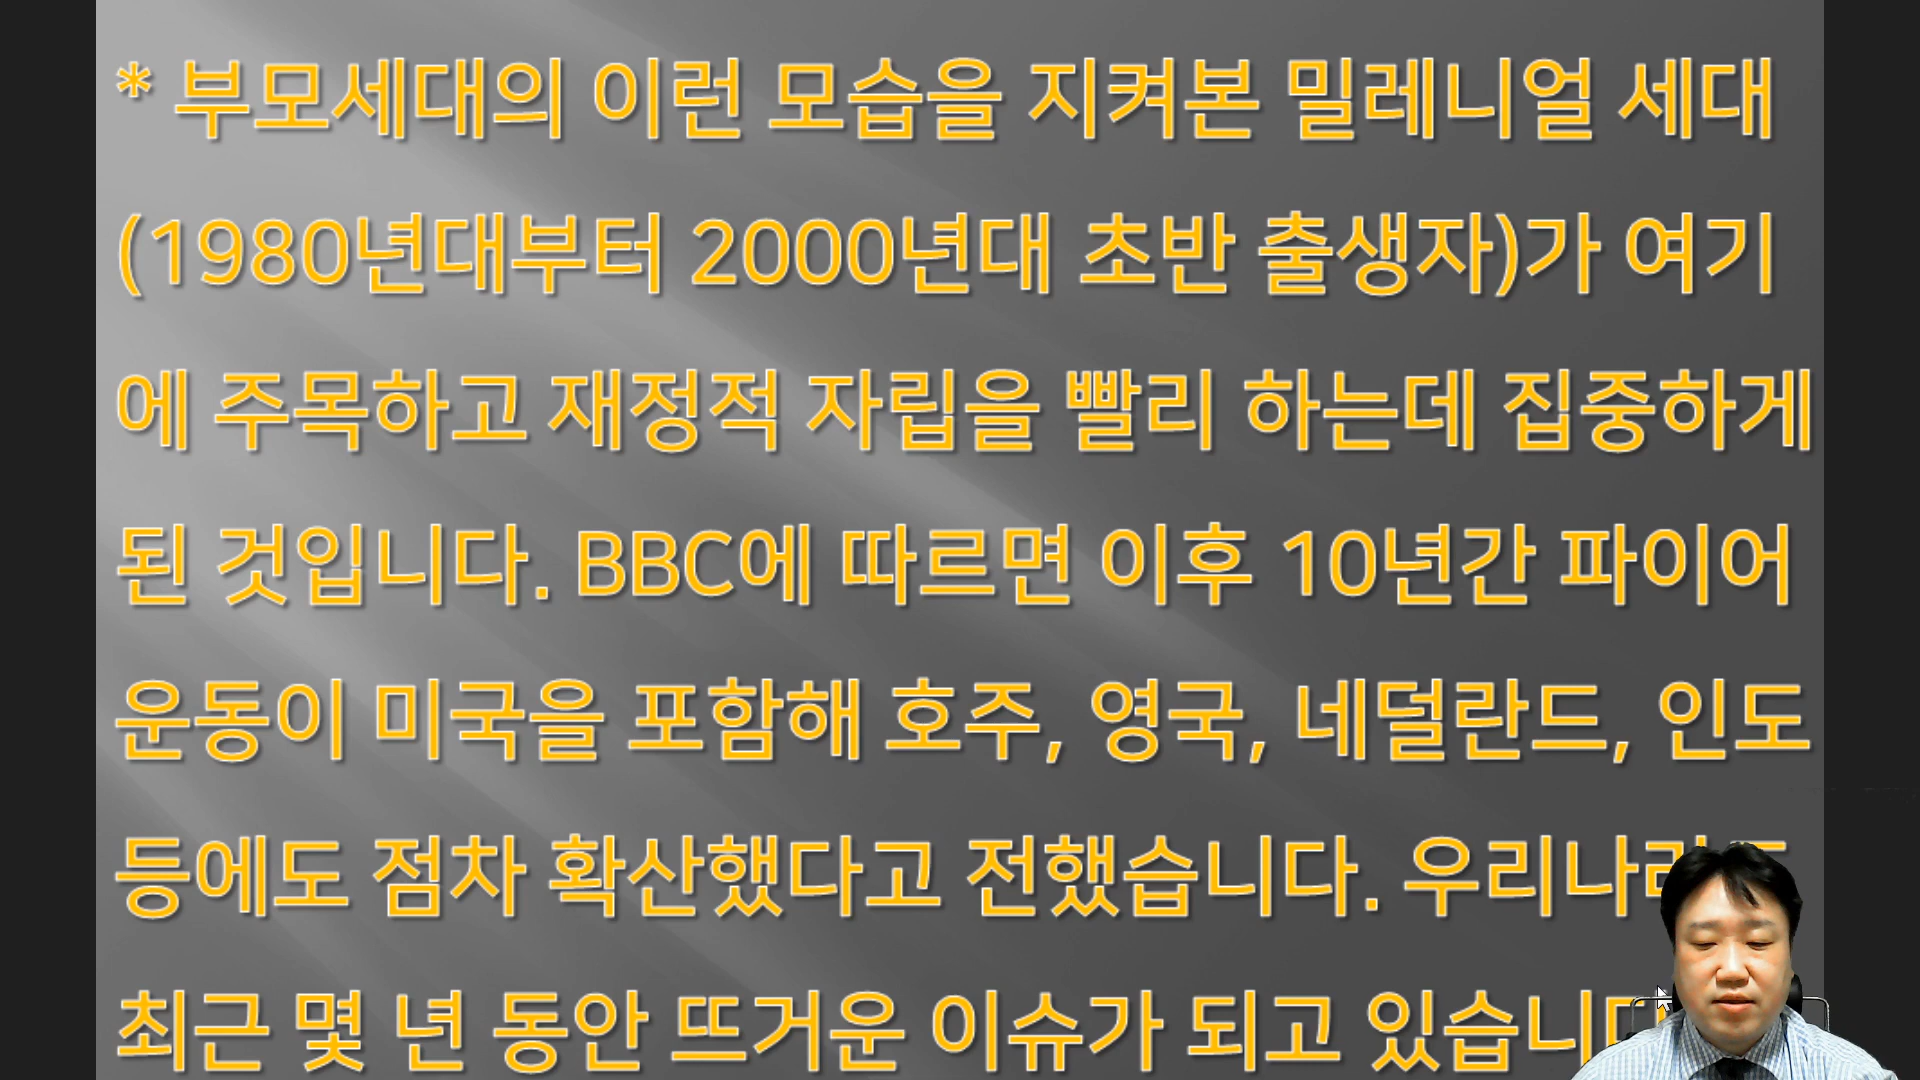 * 부모세대의 이런 모습을 지켜본 밀레니얼 세대
(1980년대부터 2000년대 초반 출생자)가 여기
에 주목하고 재정적 자립을 빨리 하는데 집중하게
된 것입니다. BBC에 따르면 이후 10년간 파이어
운동이 미국을 포함해 호주, 영국, 네덜란드, 인도
등에도 점차 확산했다고 전했습니다.
최근 몇 년 동안 뜨거운 이슈가 되고 있습니다